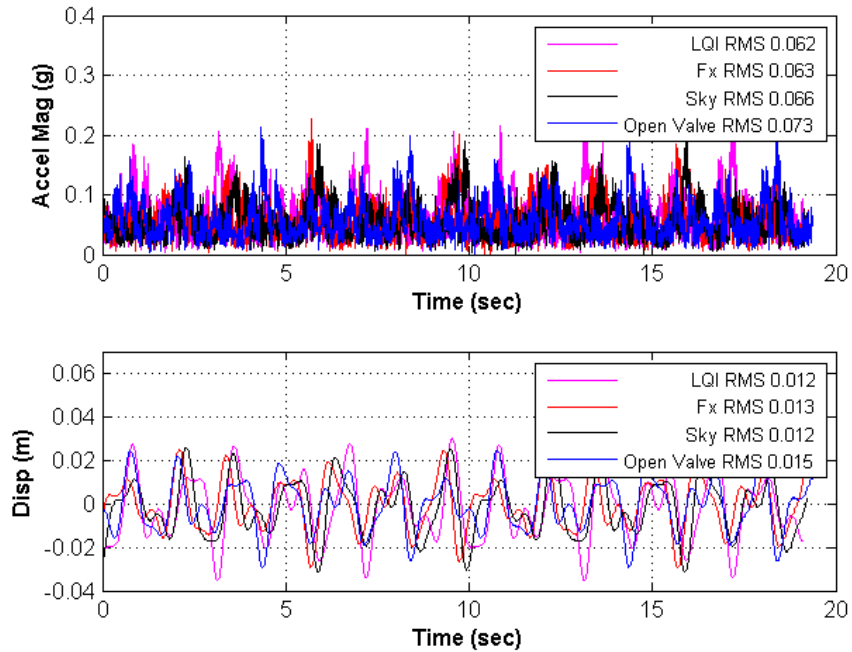 0.4
0.3
0.2
0.1
0
Accel Mag (g)
LQI RMS 0.062
Fx RMS 0.063
Sky RMS 0.066
Open Valve RMS 0.073
0 5 10 15 20
Time (sec)
0.06
0.04
0.02
0
-0.02
-0.04
Disp (m)
LQI RMS 0.012
Fx RMS 0.013
Sky RMS 0.012
Open Valve RMS 0.015
0 5 10 15 20
Time (sec)